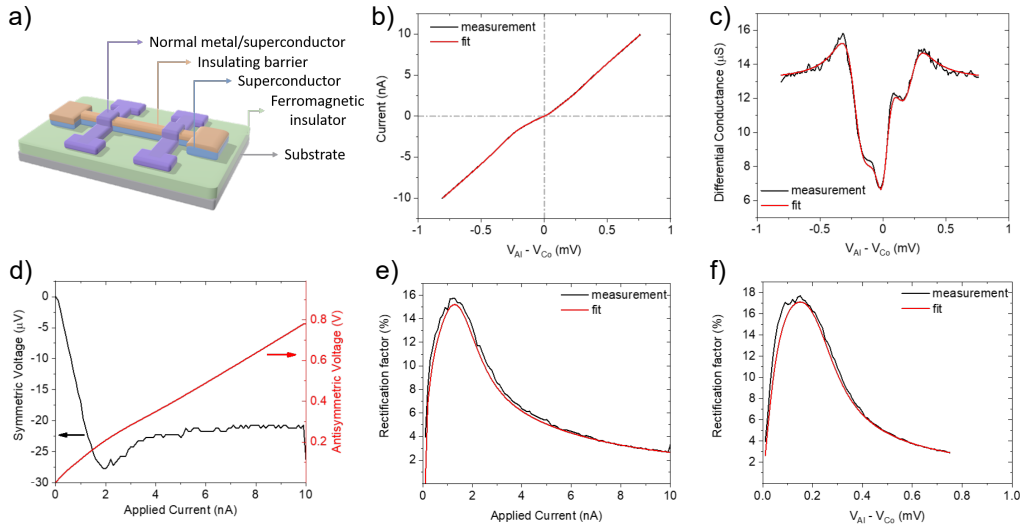 a)
Normal metal/superconductor
Insulating barrier
Superconductor
Ferromagnetic
insulator
Substrate
b)
measurement
fit
Current (nA)
10
5
0
-5
-10
-1
-0.5
0
0.5
1
V_Al - V_Co (mV)
c)
Differential Conductance (µS)
16
14
12
10
8
6
measurement
fit
-1
-0.5
0
0.5
1
V_Al - V_Co (mV)
d)
Symmetric Voltage (µV)
0
-5
-10
-15
-20
-25
-30
0
2
4
6
8
10
Applied Current (nA)
0.8
0.6
0.4
0.2
Antisymmetric Voltage (V)
e)
measurement
fit
Rectification factor (%)
16
14
12
10
8
6
4
2
0
2
4
6
8
10
Applied Current (nA)
f)
measurement
fit
Rectification factor (%)
18
16
14
12
10
8
6
4
2
0.0
0.2
0.4
0.6
0.8
1.0
V_Al - V_Co (mV)